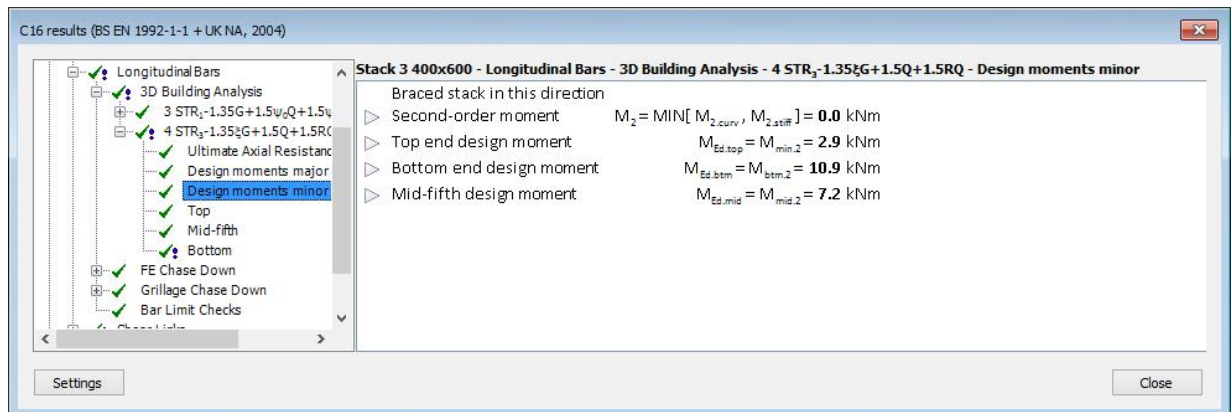 C16 results (BS EN 1992-1-1 + UK NA, 2004)
Longitudinal Bars
3D Building Analysis
3 STR₁-1.35G+1.5ψ₀Q+1.5ψ
4 STR₃-1.35ξG+1.5Q+1.5RQ
Ultimate Axial Resistanc
Design moments major
Design moments minor
Top
Mid-fifth
Bottom
FE Chase Down
Grillage Chase Down
Bar Limit Checks
Stack 3 400x600 - Longitudinal Bars - 3D Building Analysis - 4 STR₃-1.35ξG+1.5Q+1.5RQ - Design moments minor
Braced stack in this direction
Second-order moment M₂ = MIN[ M₂.curv , M₂.stiff ] = 0.0 kNm
Top end design moment MEd.top = Mmin.2 = 2.9 kNm
Bottom end design moment MEd.btm = Mbtm.2 = 10.9 kNm
Mid-fifth design moment MEd.mid = Mmid.2 = 7.2 kNm
Settings
Close